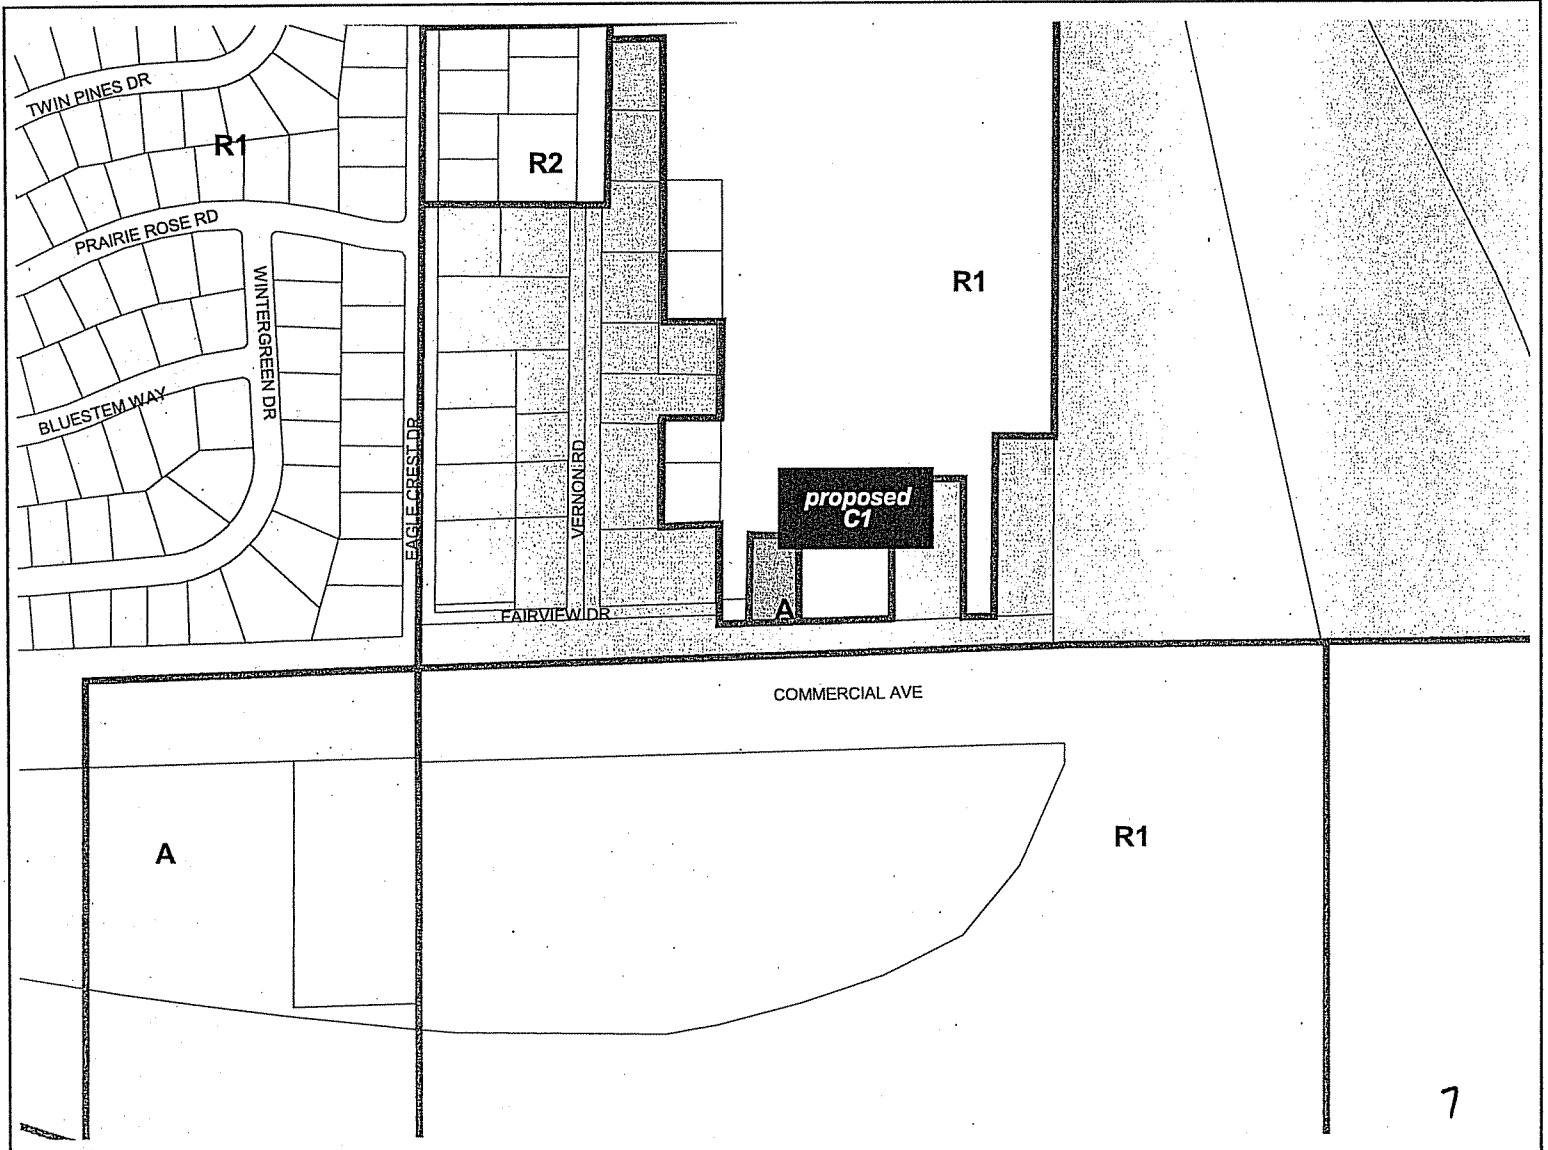 TWIN PINES DR
R1
R2
PRAIRIE ROSE RD
WINTERGREEN DR
R1
BLUESTEM WAY
EAGLE CREST DR
VERNON RD
proposed
C1
FAIRVIEW DR
A
COMMERCIAL AVE
R1
A
7